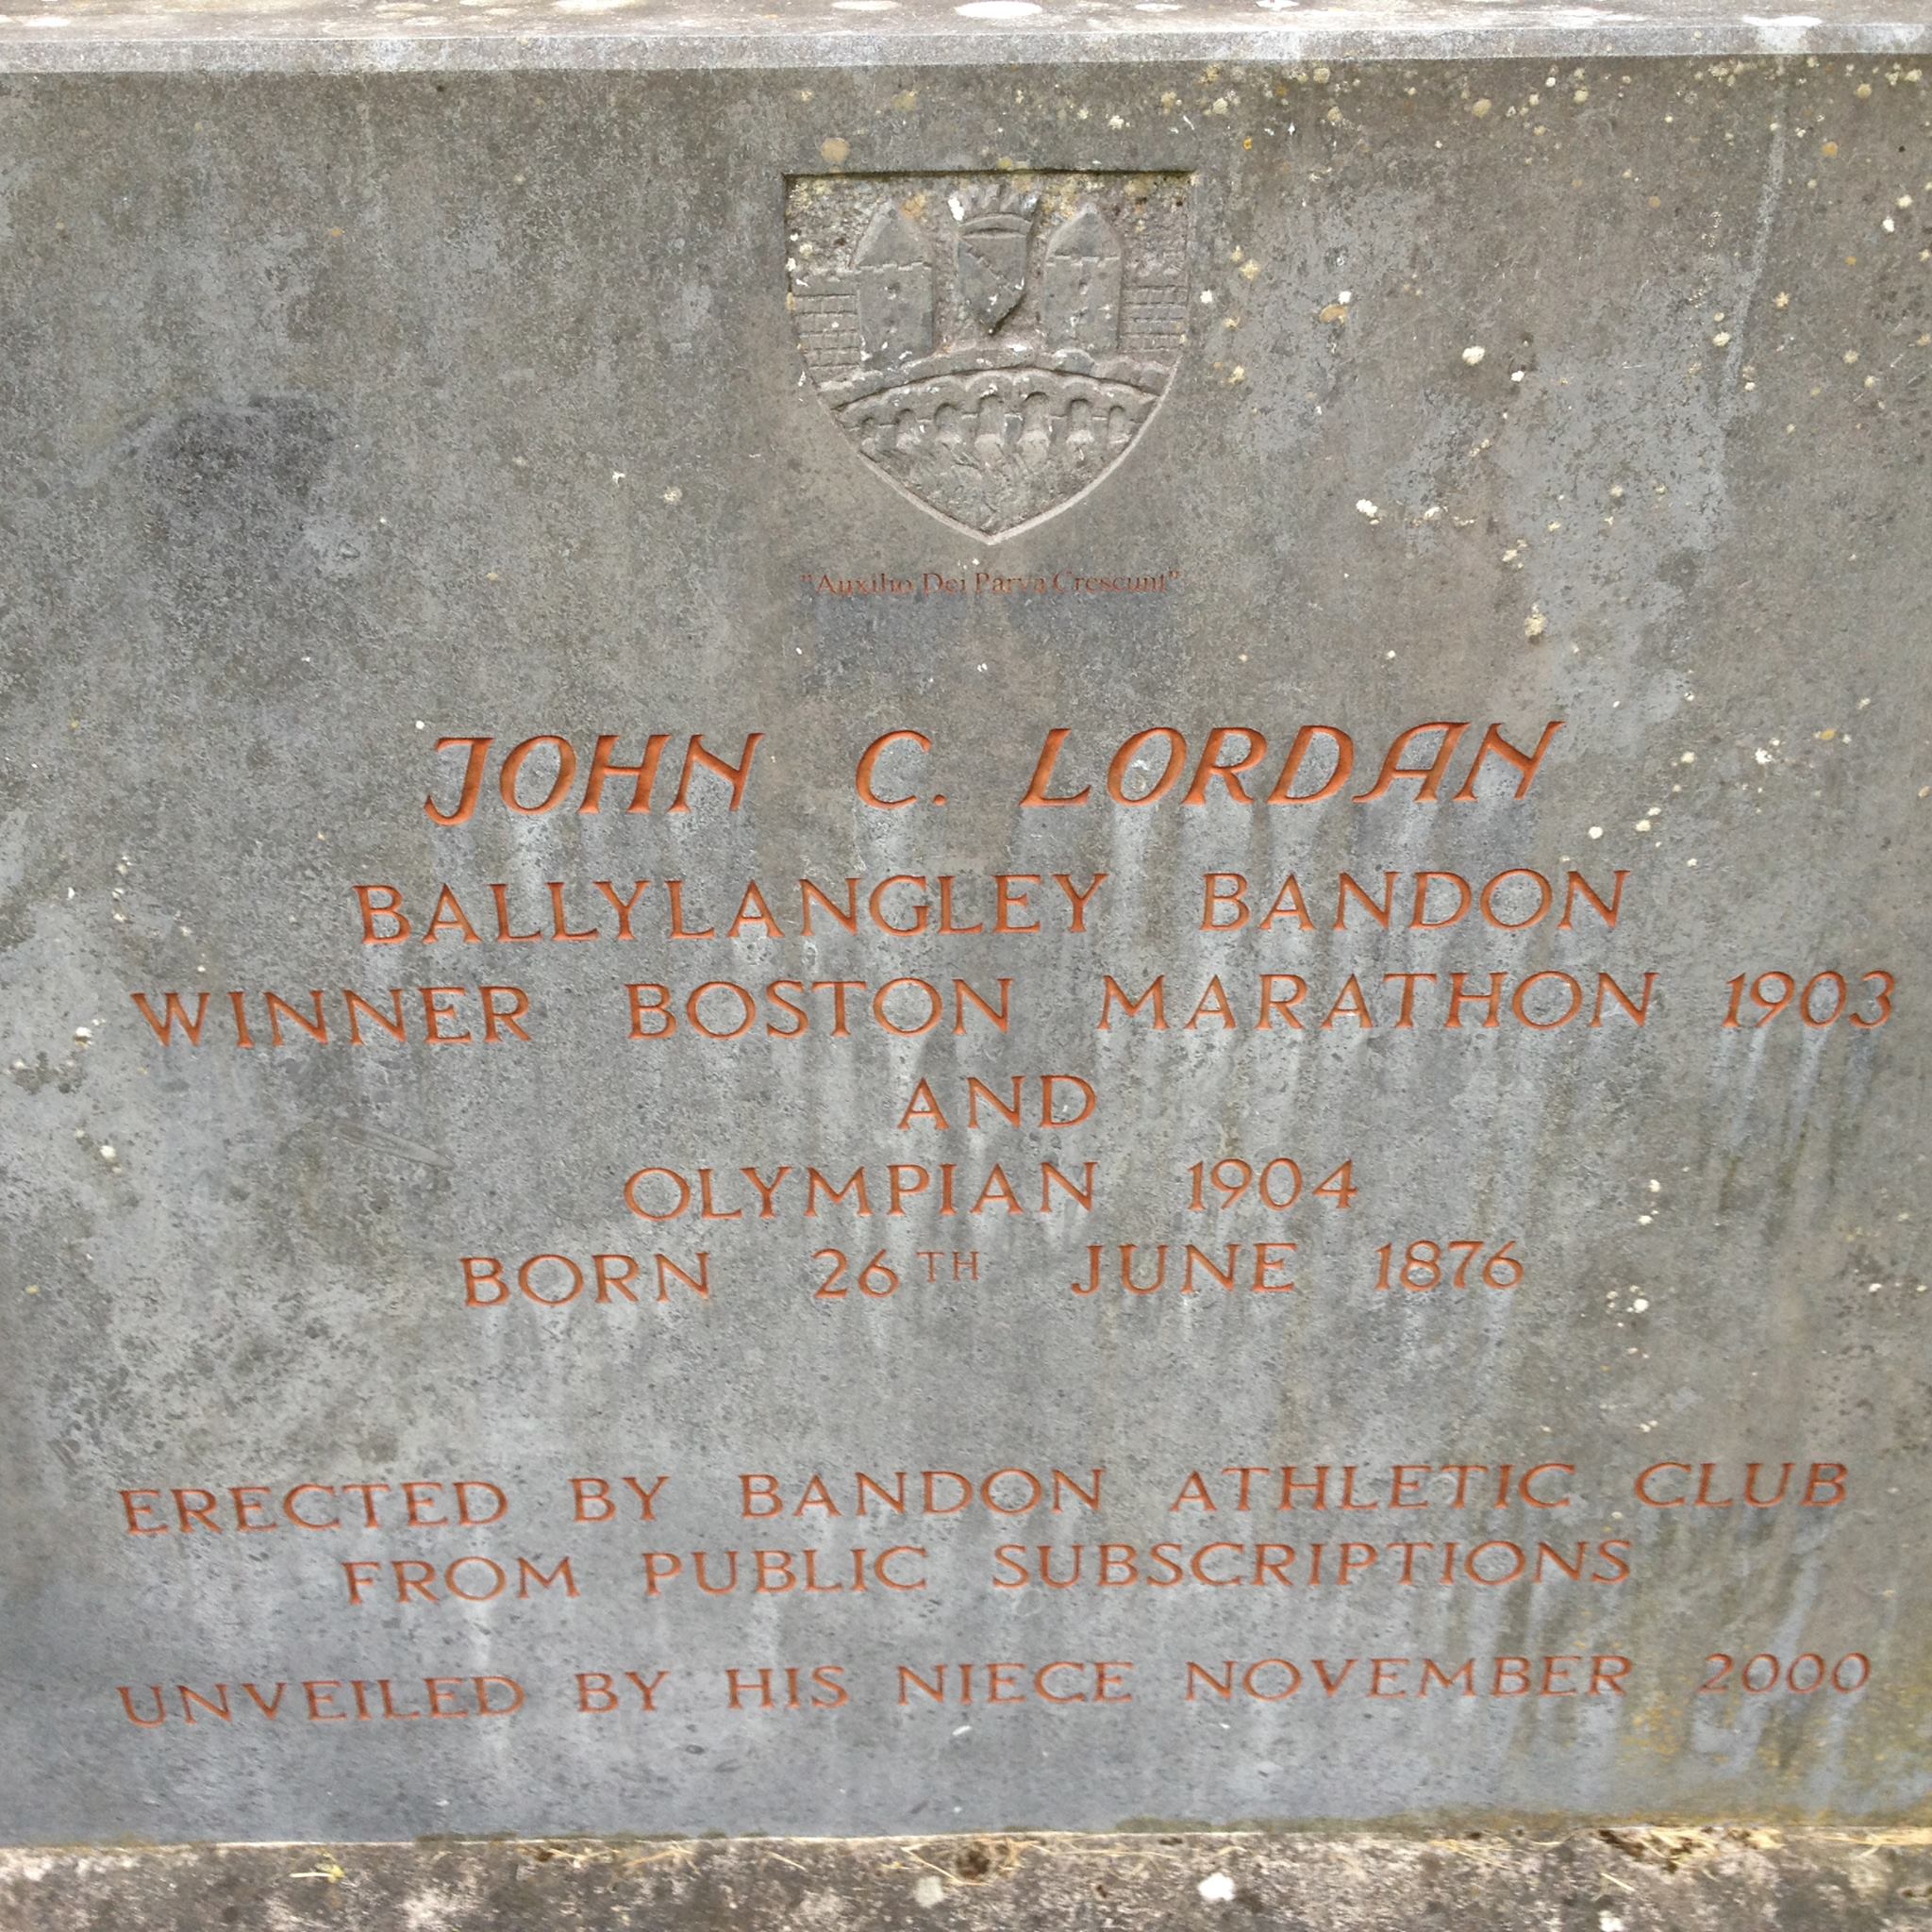 "Auxilio Dei Parva Crescunt"
JOHN C. LORDAN
BALLYLANGLEY BANDON
WINNER BOSTON MARATHON 1903
AND
OLYMPIAN 1904
BORN 26TH JUNE 1876
ERECTED BY BANDON ATHLETIC CLUB
FROM PUBLIC SUBSCRIPTIONS
UNVEILED BY HIS NIECE NOVEMBER 2000